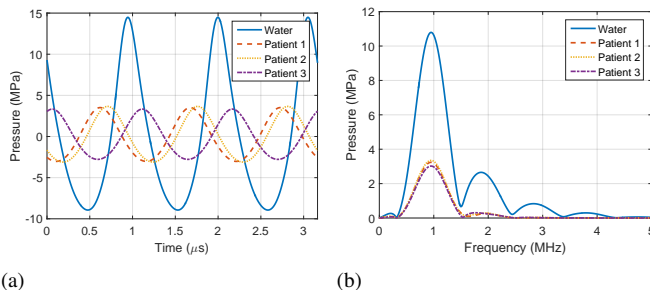 15
10
5
0
-5
-10
Pressure (MPa)
0 0.5 1 1.5 2 2.5 3
Time (μs)
Water
Patient 1
Patient 2
Patient 3
(a)
12
10
8
6
4
2
0
Pressure (MPa)
0 1 2 3 4 5
Frequency (MHz)
Water
Patient 1
Patient 2
Patient 3
(b)